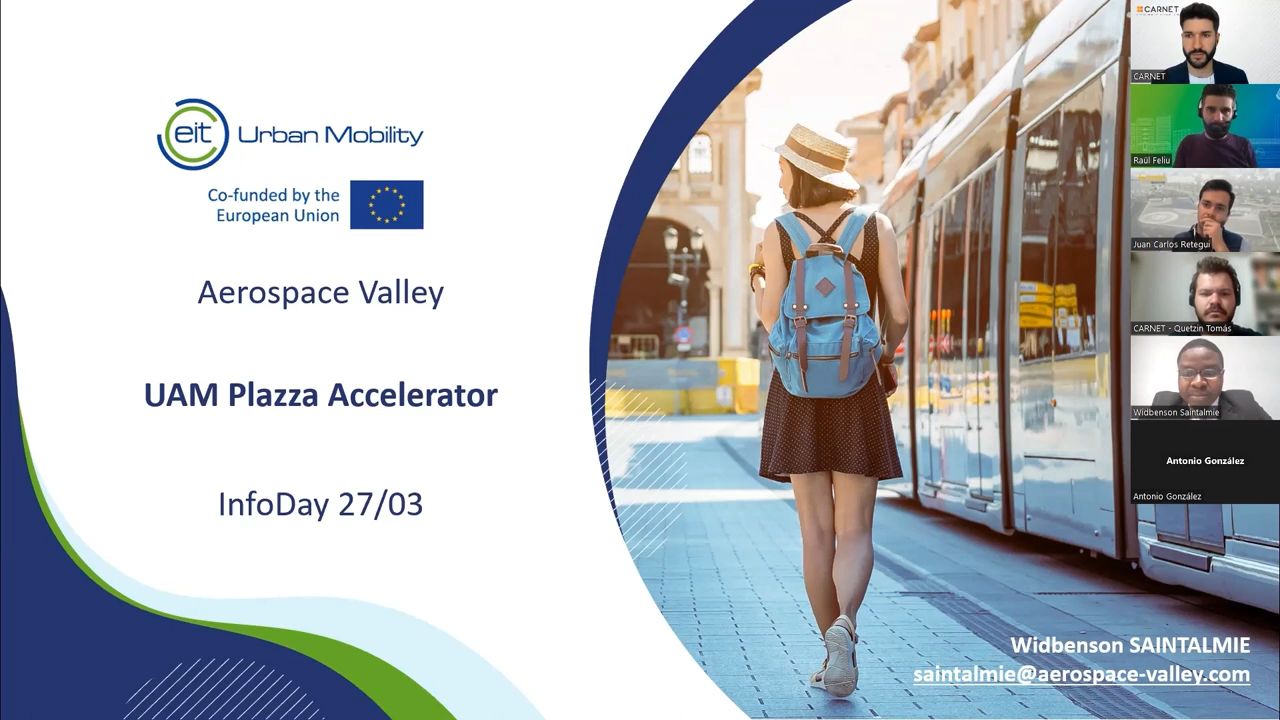 eit Urban Mobility
Co-funded by the
European Union
Aerospace Valley
UAM Plazza Accelerator
InfoDay 27/03
Widbenson SAINTALMIE
saintalmie@aerospace-valley.com
CARNET
CARNET
Raül Feliu
Juan Carlos Retegui
CARNET - Quetzin Tomás
Widbenson Saintalmie
Antonio González
Antonio González